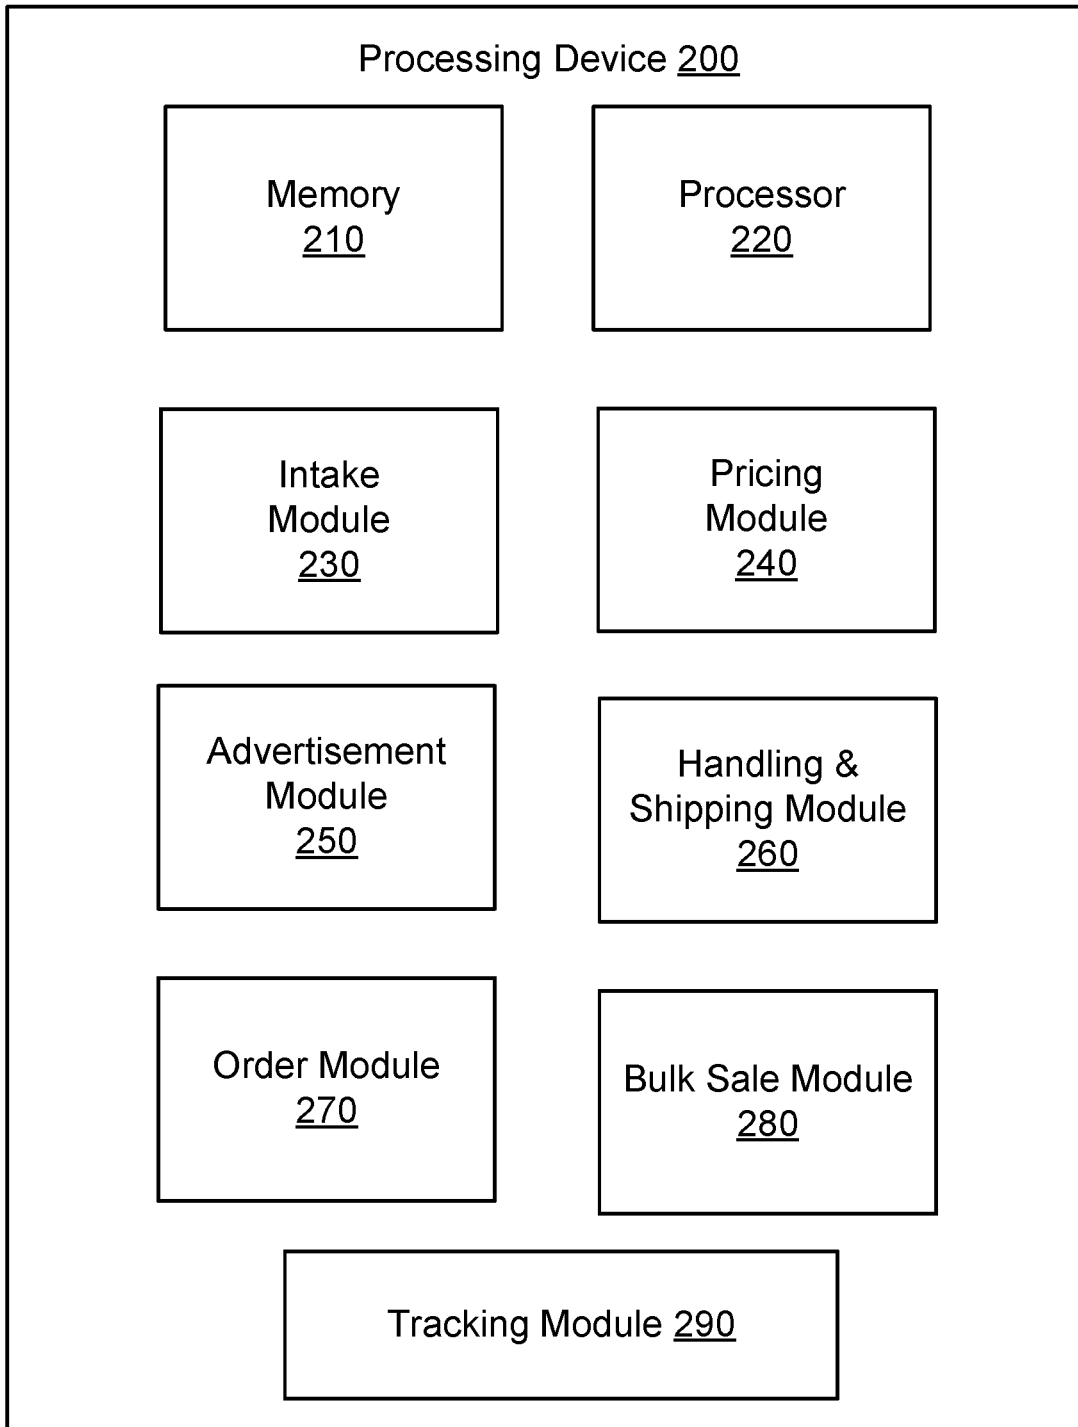 Processing Device 200
Memory
210
Processor
220
Intake
Module
230
Pricing
Module
240
Advertisement
Module
250
Handling &
Shipping Module
260
Order Module
270
Bulk Sale Module
280
Tracking Module 290